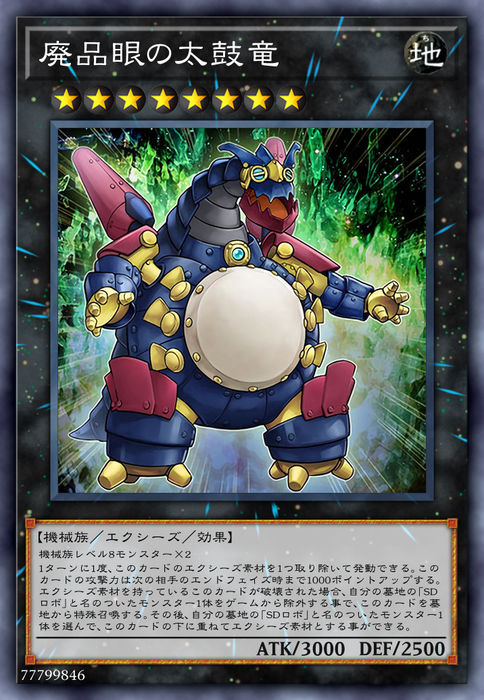 廃品眼の太鼓竜
地
ち
【機械族／エクシーズ／効果】
機械族レベル8モンスター×2
1ターンに1度、このカードのエクシーズ素材を1つ取り除いて発動できる。この
カードの攻撃力は次の相手のエンドフェイズ時まで1000ポイントアップする。
エクシーズ素材を持っているこのカードが破壊された場合、自分の墓地の「SD
ロボ」と名のついたモンスター1体をゲームから除外する事で、このカードを墓地
から特殊召喚する。その後、自分の墓地の「SDロボ」と名のついたモンスター1
体を選んで、このカードの下に重ねてエクシーズ素材とする事ができる。
ATK/3000 DEF/2500
77799846